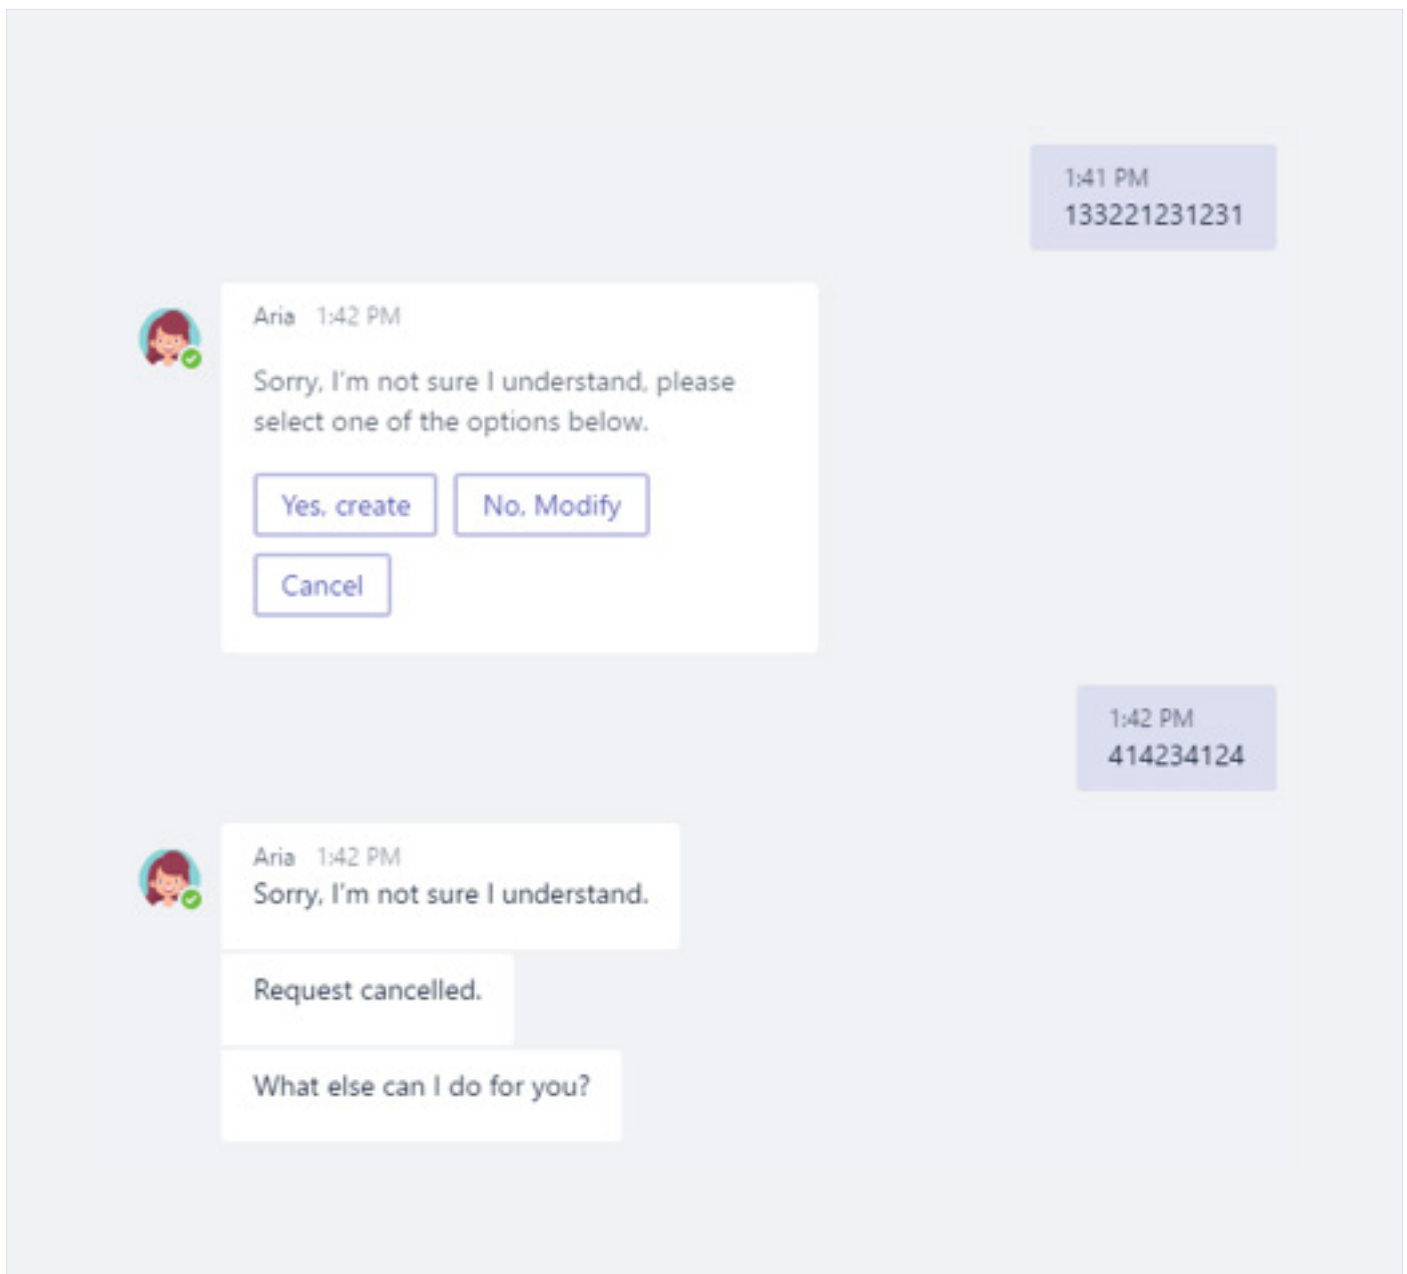 1:41 PM
133221231231
Aria 1:42 PM
Sorry, I'm not sure I understand, please
select one of the options below.
Yes, create
No, Modify
Cancel
1:42 PM
414234124
Aria 1:42 PM
Sorry, I'm not sure I understand.
Request cancelled.
What else can I do for you?